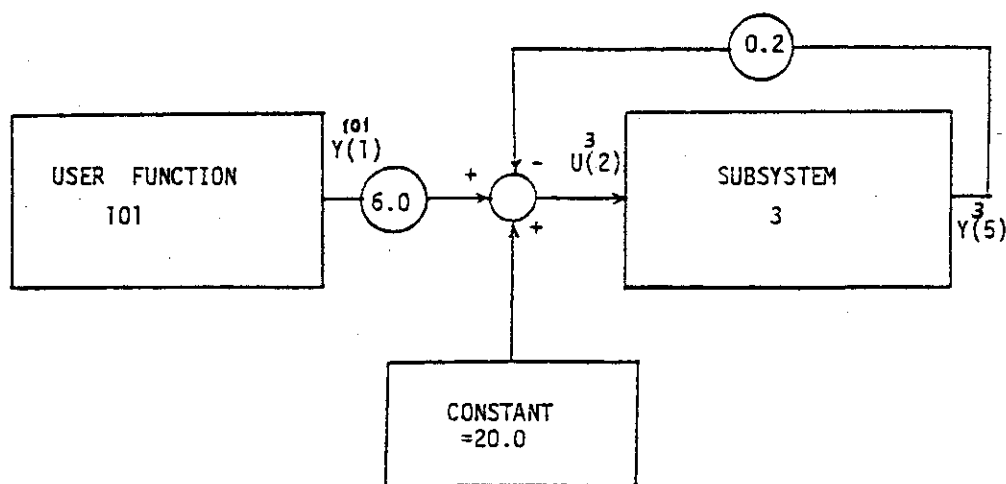 0.2
USER FUNCTION
101
101
Y(1)
6.0
+
-
+
3
U(2)
SUBSYSTEM
3
3
Y(5)
CONSTANT
=20.0